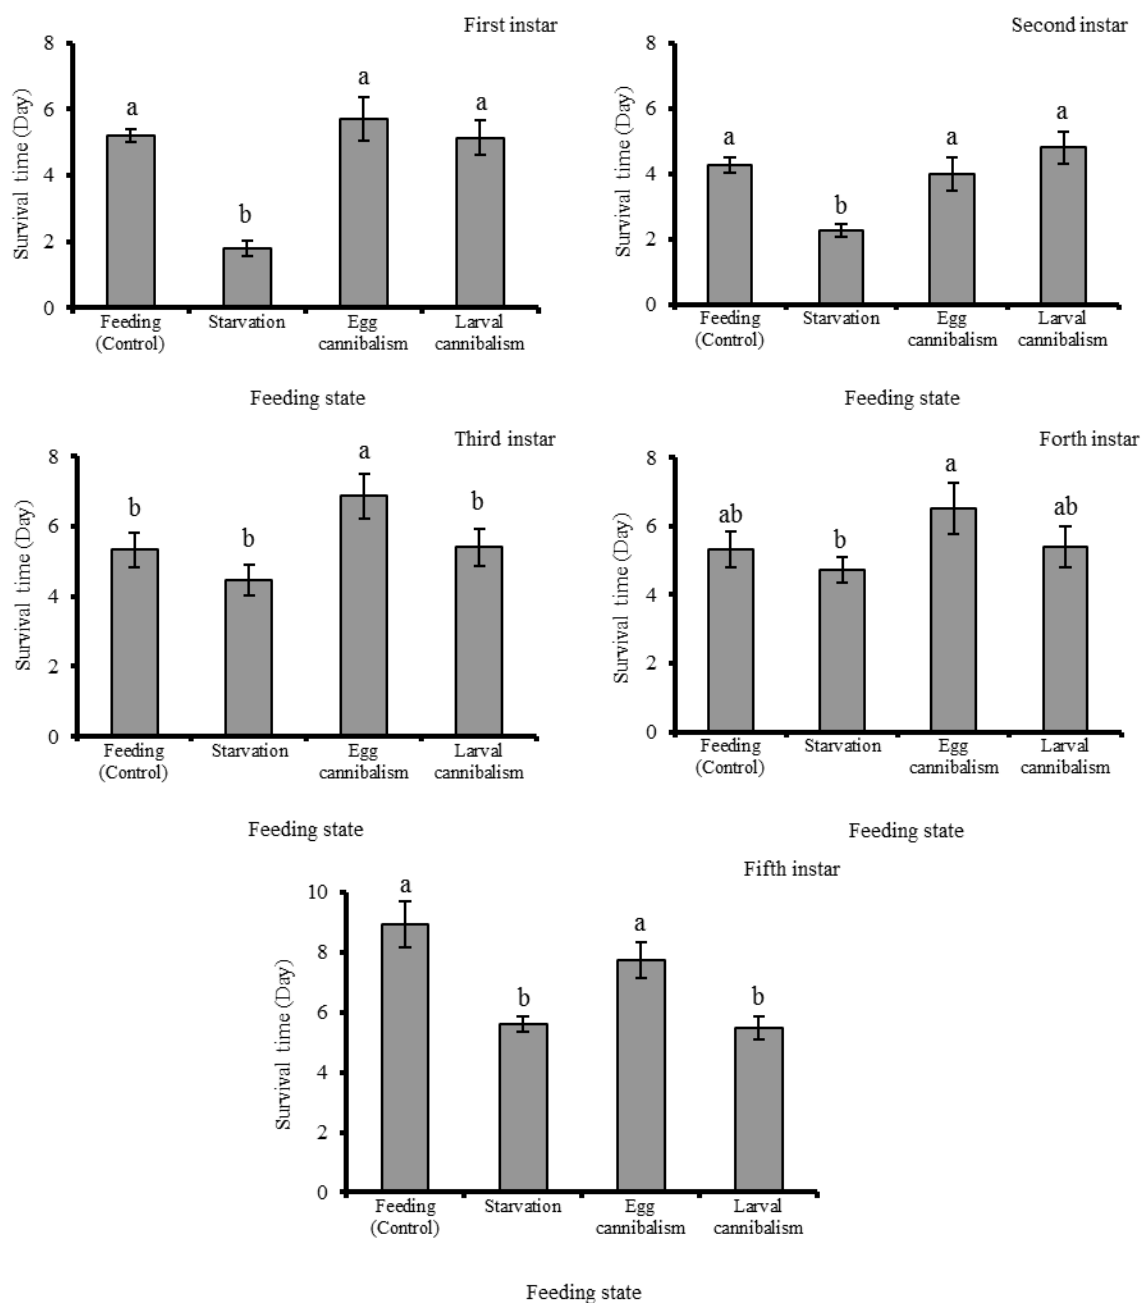 First instar
Survival time (Day)
8
6
4
2
0
a
b
a
a
Feeding
(Control)
Starvation
Egg
cannibalism
Larval
cannibalism
Feeding state
Second instar
Survival time (Day)
8
6
4
2
0
a
b
a
a
Feeding
(Control)
Starvation
Egg
cannibalism
Larval
cannibalism
Feeding state
Third instar
Survival time (Day)
8
6
4
2
0
b
b
a
b
Feeding
(Control)
Starvation
Egg
cannibalism
Larval
cannibalism
Feeding state
Forth instar
Survival time (Day)
8
6
4
2
0
ab
b
a
ab
Feeding
(Control)
Starvation
Egg
cannibalism
Larval
cannibalism
Feeding state
Fifth instar
Survival time (Day)
10
8
6
4
2
0
a
b
a
b
Feeding
(Control)
Starvation
Egg
cannibalism
Larval
cannibalism
Feeding state